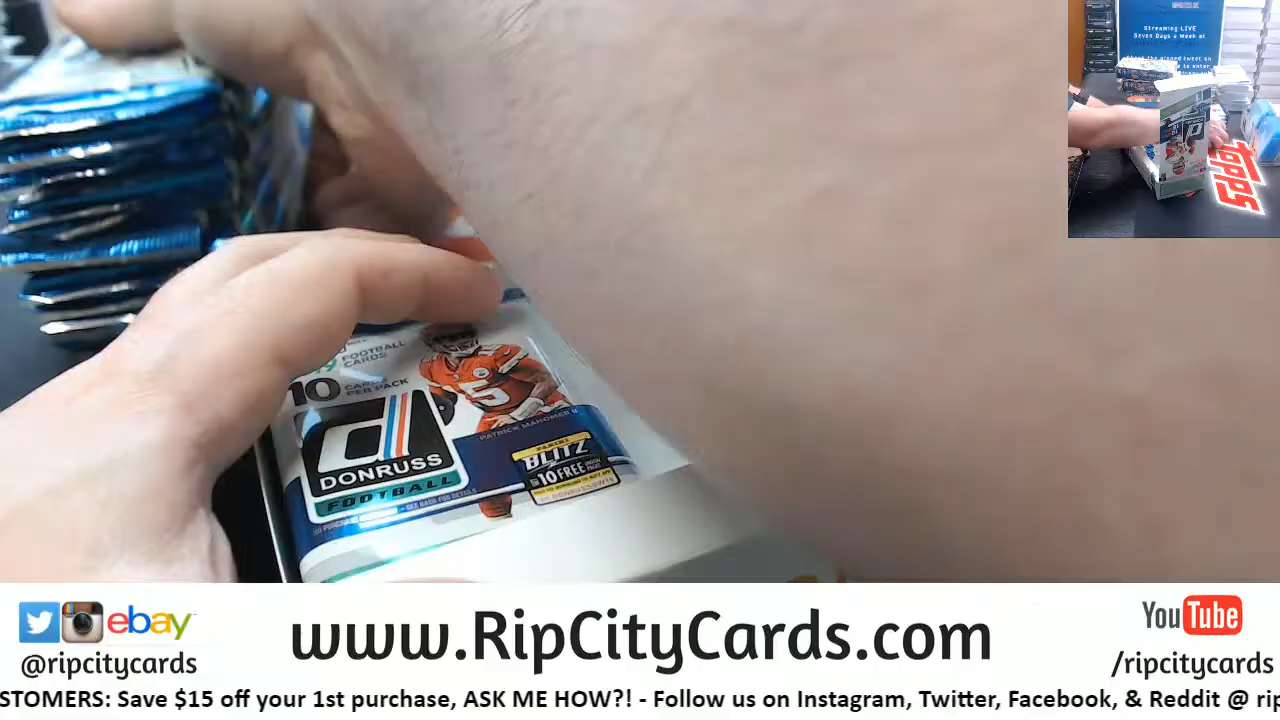 Streaming LIVE
Seven Days a Week at
topps
FOOTBALL
CARDS
10 CARDS
PER PACK
PATRICK MAHOMES II
DONRUSS
FOOTBALL
PANINI
BLITZ
10 FREE
ebay
www.RipCityCards.com
You Tube
@ripcitycards
/ripcitycards
STOMERS: Save $15 off your 1st purchase, ASK ME HOW?! - Follow us on Instagram, Twitter, Facebook, & Reddit @ rip